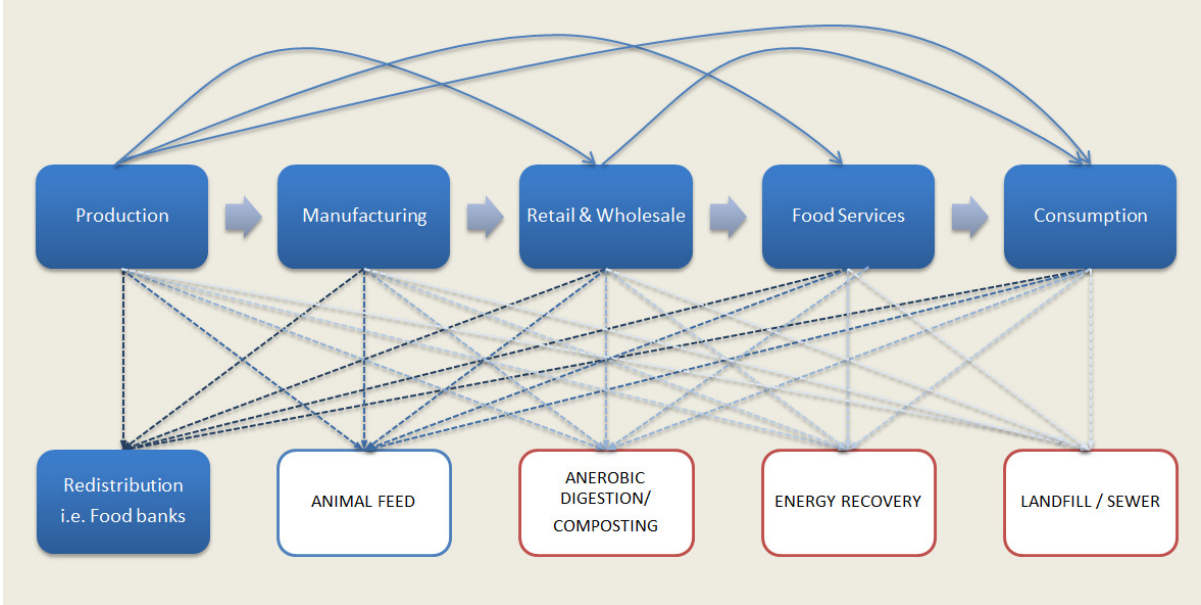 Production
Manufacturing
Retail & Wholesale
Food Services
Consumption
Redistribution
i.e. Food banks
ANIMAL FEED
ANEROBIC
DIGESTION/
COMPOSTING
ENERGY RECOVERY
LANDFILL / SEWER